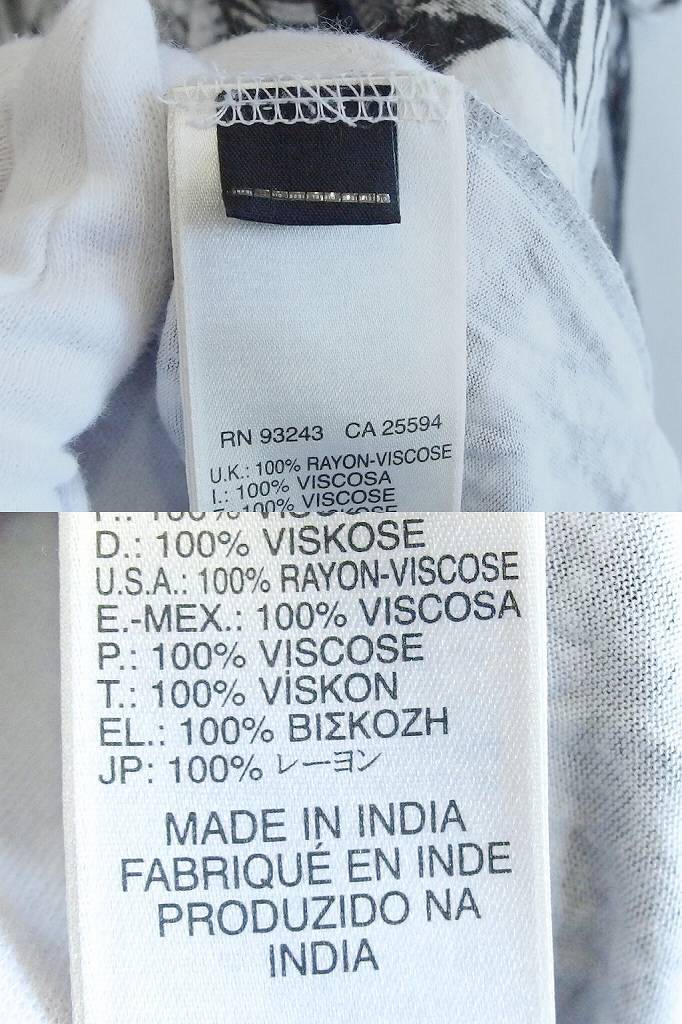 RN 93243 CA 25594
U.K.: 100% RAYON-VISCOSE
I.: 100% VISCOSA
F.: 100% VISCOSE
D.: 100% VISKOSE
U.S.A.: 100% RAYON-VISCOSE
E.-MEX.: 100% VISCOSA
P.: 100% VISCOSE
T.: 100% VİSKON
EL.: 100% ΒΙΣΚΟΖΗ
JP: 100% レーヨン
MADE IN INDIA
FABRIQUÉ EN INDE
PRODUZIDO NA
INDIA